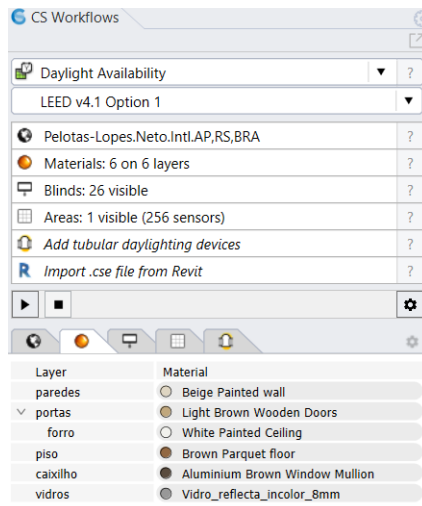 CS Workflows
Daylight Availability ?
LEED v4.1 Option 1
Pelotas-Lopes.Neto.Intl.AP,RS,BRA ?
Materials: 6 on 6 layers ?
Blinds: 26 visible ?
Areas: 1 visible (256 sensors) ?
Add tubular daylighting devices ?
R Import .cse file from Revit ?
Layer Material
paredes Beige Painted wall
portas Light Brown Wooden Doors
forro White Painted Ceiling
piso Brown Parquet floor
caixilho Aluminium Brown Window Mullion
vidros Vidro_reflecta_incolor_8mm